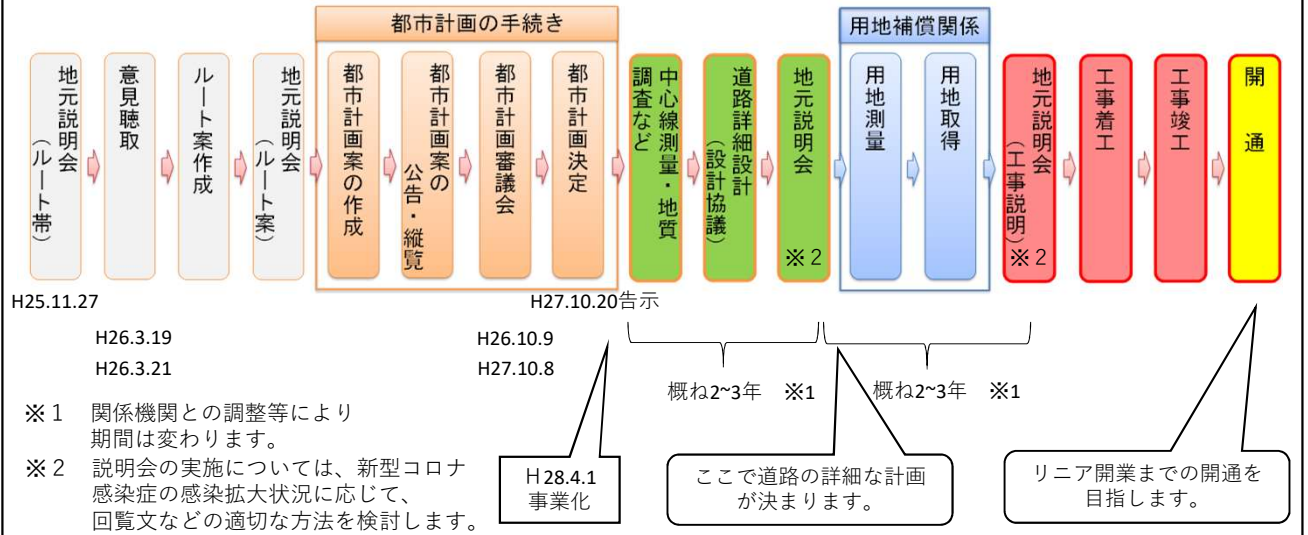 都市計画の手続き
用地補償関係
地元説明会
（ルート帯）
意見聴取
ルート案作成
地元説明会
（ルート案）
都市計画案の作成
都市計画案の
公告・縦覧
都市計画審議会
都市計画決定
中心線測量・地質
調査など
道路詳細設計
（設計協議）
地元説明会
※2
用地測量
用地取得
地元説明会
（工事説明）
※2
工事着工
工事竣工
開通
H25.11.27
H27.10.20告示
H26.3.19
H26.3.21
H26.10.9
H27.10.8
概ね2~3年 ※1
概ね2~3年 ※1
※1 関係機関との調整等により
期間は変わります。
※2 説明会の実施については、新型コロナ
感染症の感染拡大状況に応じて、
回覧文などの適切な方法を検討します。
H28.4.1
事業化
ここで道路の詳細な計画
が決まります。
リニア開業までの開通を
目指します。